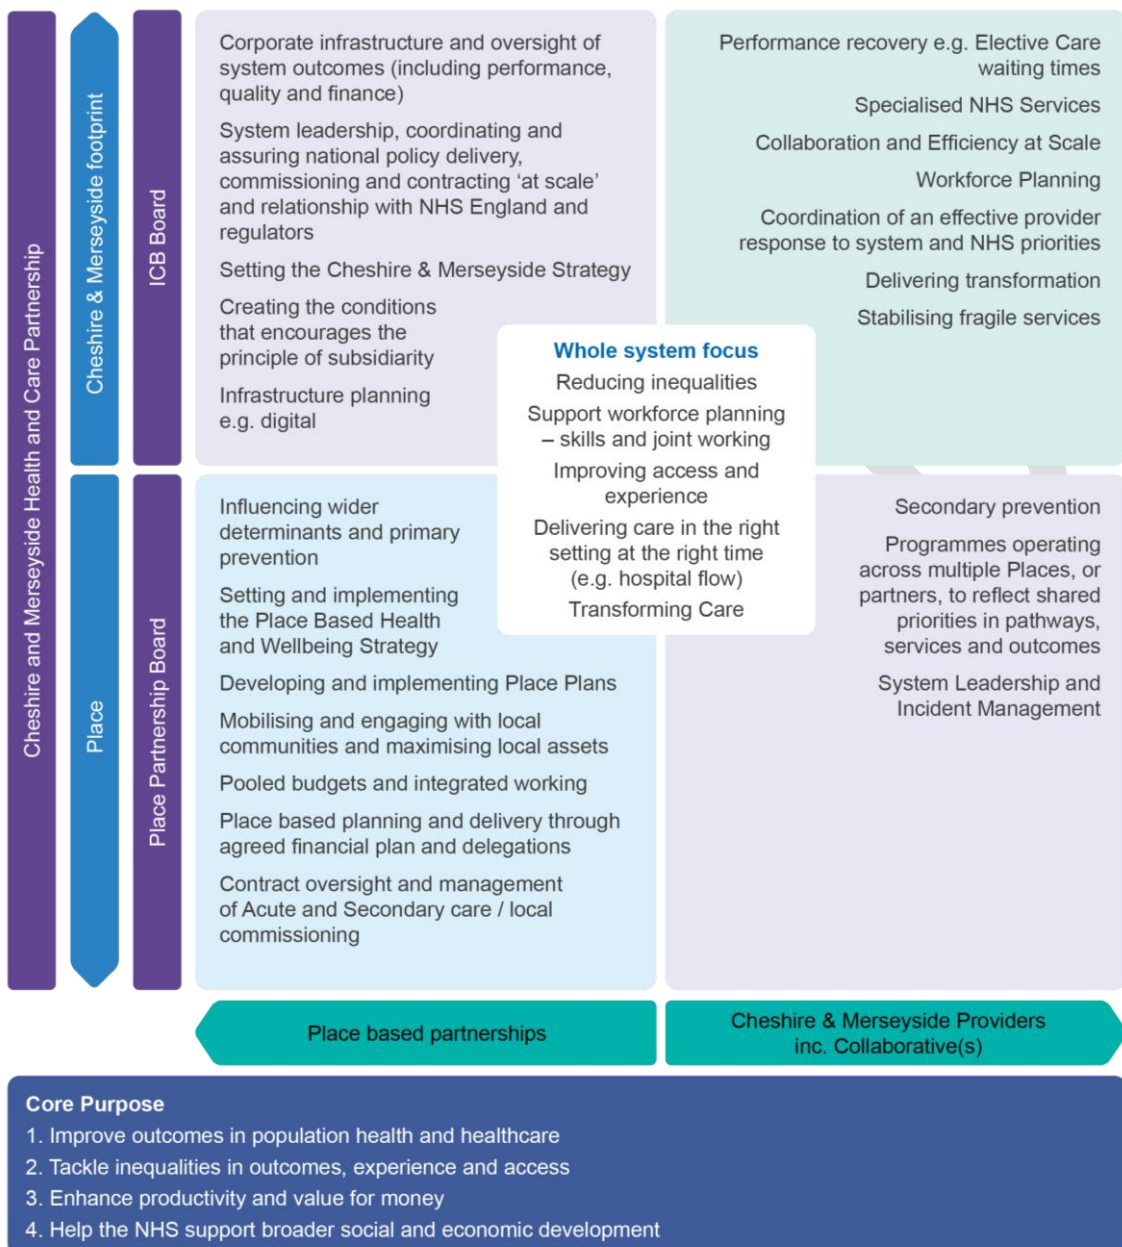 Cheshire and Merseyside Health and Care Partnership
Cheshire & Merseyside footprint
ICB Board
Corporate infrastructure and oversight of
system outcomes (including performance,
quality and finance)
System leadership, coordinating and
assuring national policy delivery,
commissioning and contracting ‘at scale’
and relationship with NHS England and
regulators
Setting the Cheshire & Merseyside Strategy
Creating the conditions
that encourages the
principle of subsidiarity
Infrastructure planning
e.g. digital
Performance recovery e.g. Elective Care
waiting times
Specialised NHS Services
Collaboration and Efficiency at Scale
Workforce Planning
Coordination of an effective provider
response to system and NHS priorities
Delivering transformation
Stabilising fragile services
Whole system focus
Reducing inequalities
Support workforce planning
– skills and joint working
Improving access and
experience
Delivering care in the right
setting at the right time
(e.g. hospital flow)
Transforming Care
Place
Place Partnership Board
Influencing wider
determinants and primary
prevention
Setting and implementing
the Place Based Health
and Wellbeing Strategy
Developing and implementing Place Plans
Mobilising and engaging with local
communities and maximising local assets
Pooled budgets and integrated working
Place based planning and delivery through
agreed financial plan and delegations
Contract oversight and management
of Acute and Secondary care / local
commissioning
Secondary prevention
Programmes operating
across multiple Places, or
partners, to reflect shared
priorities in pathways,
services and outcomes
System Leadership and
Incident Management
Place based partnerships
Cheshire & Merseyside Providers
inc. Collaborative(s)
Core Purpose
1. Improve outcomes in population health and healthcare
2. Tackle inequalities in outcomes, experience and access
3. Enhance productivity and value for money
4. Help the NHS support broader social and economic development